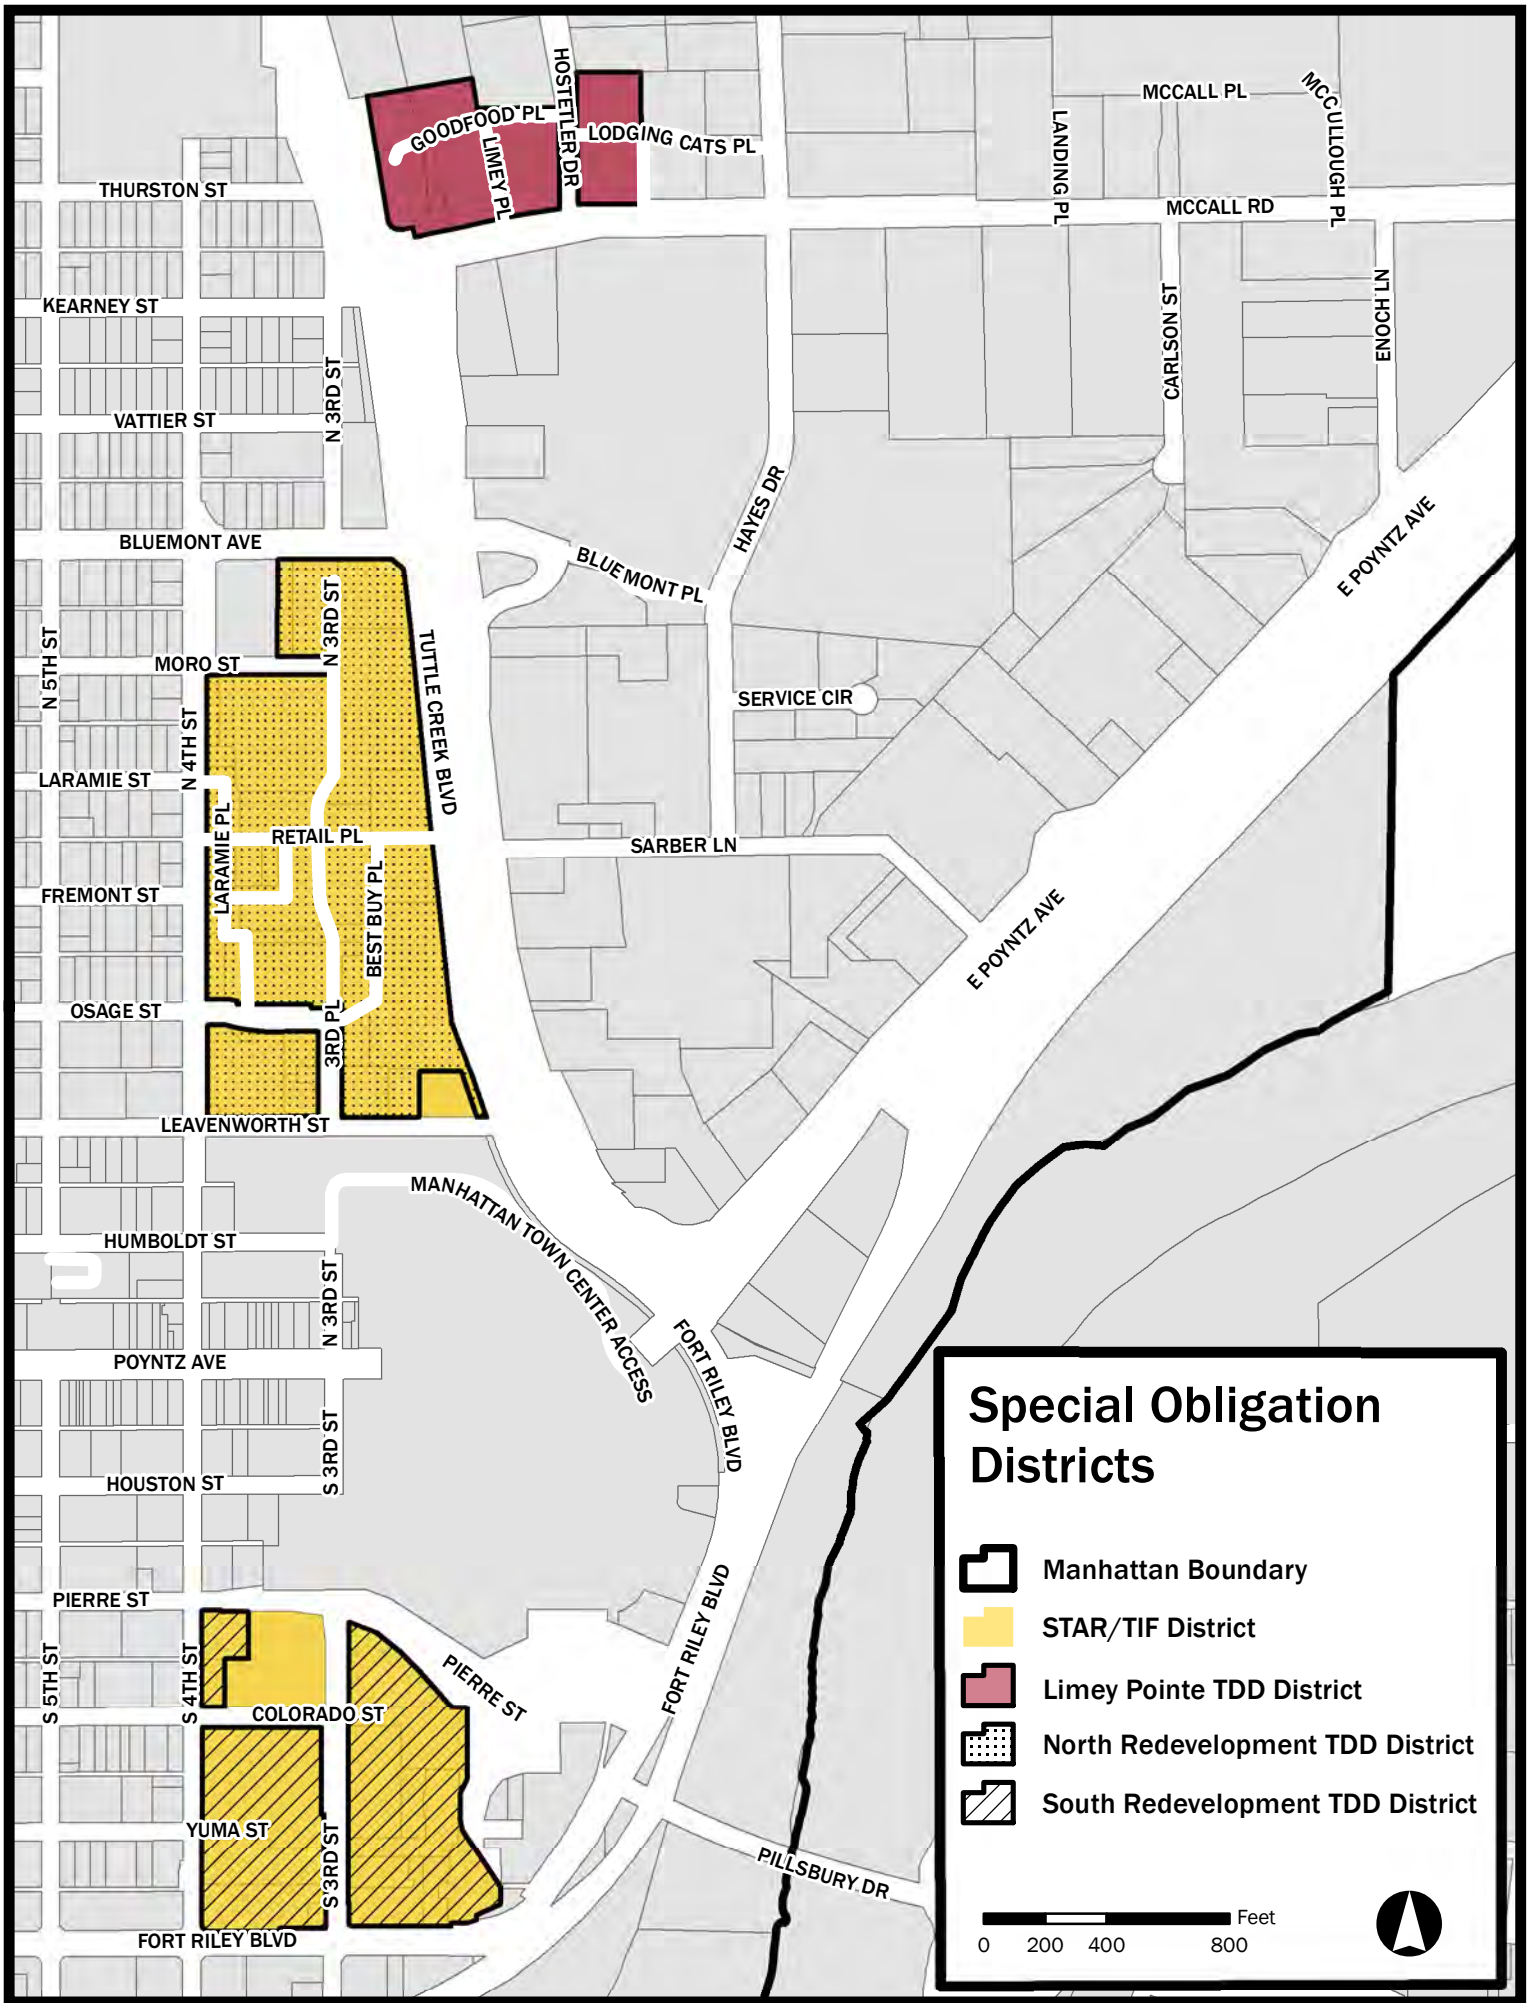 HOSTETLER DR
MCCALL PL
MCCULLOUGH PL
GOODFOOD PL
LODGING CATS PL
LIMEY PL
LANDING PL
THURSTON ST
MCCALL RD
KEARNEY ST
ENOCH LN
CARLSON ST
N 3RD ST
VATTIER ST
HAYES DR
BLUEMONT AVE
E POYNTZ AVE
BLUEMONT PL
N 3RD ST
N 5TH ST
MORO ST
TUTTLE CREEK BLVD
SERVICE CIR
N 4TH ST
LARAMIE ST
LARAMIE PL
RETAIL PL
SARBER LN
FREMONT ST
BEST BUY PL
E POYNTZ AVE
OSAGE ST
3RD PL
LEAVENWORTH ST
MANHATTAN TOWN CENTER ACCESS
HUMBOLDT ST
N 3RD ST
POYNTZ AVE
FORT RILEY BLVD
S 3RD ST
HOUSTON ST
PIERRE ST
FORT RILEY BLVD
S 5TH ST
S 4TH ST
PIERRE ST
COLORADO ST
YUMA ST
S 3RD ST
PILLSBURY DR
FORT RILEY BLVD
Special Obligation
Districts
Manhattan Boundary
STAR/TIF District
Limey Pointe TDD District
North Redevelopment TDD District
South Redevelopment TDD District
Feet
0 200 400 800